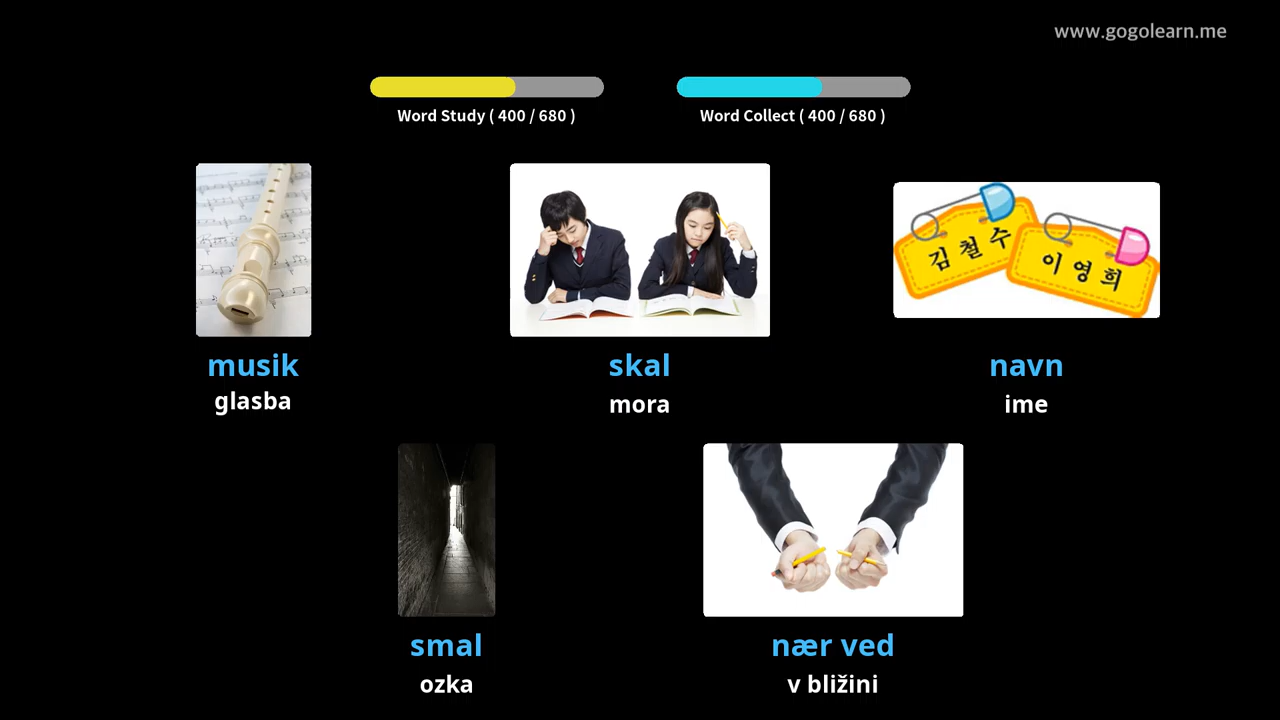 www.gogolearn.me
Word Study ( 400 / 680 )
Word Collect ( 400 / 680 )
김철수
이영희
musik
glasba
skal
mora
navn
ime
smal
ozka
nær ved
v bližini